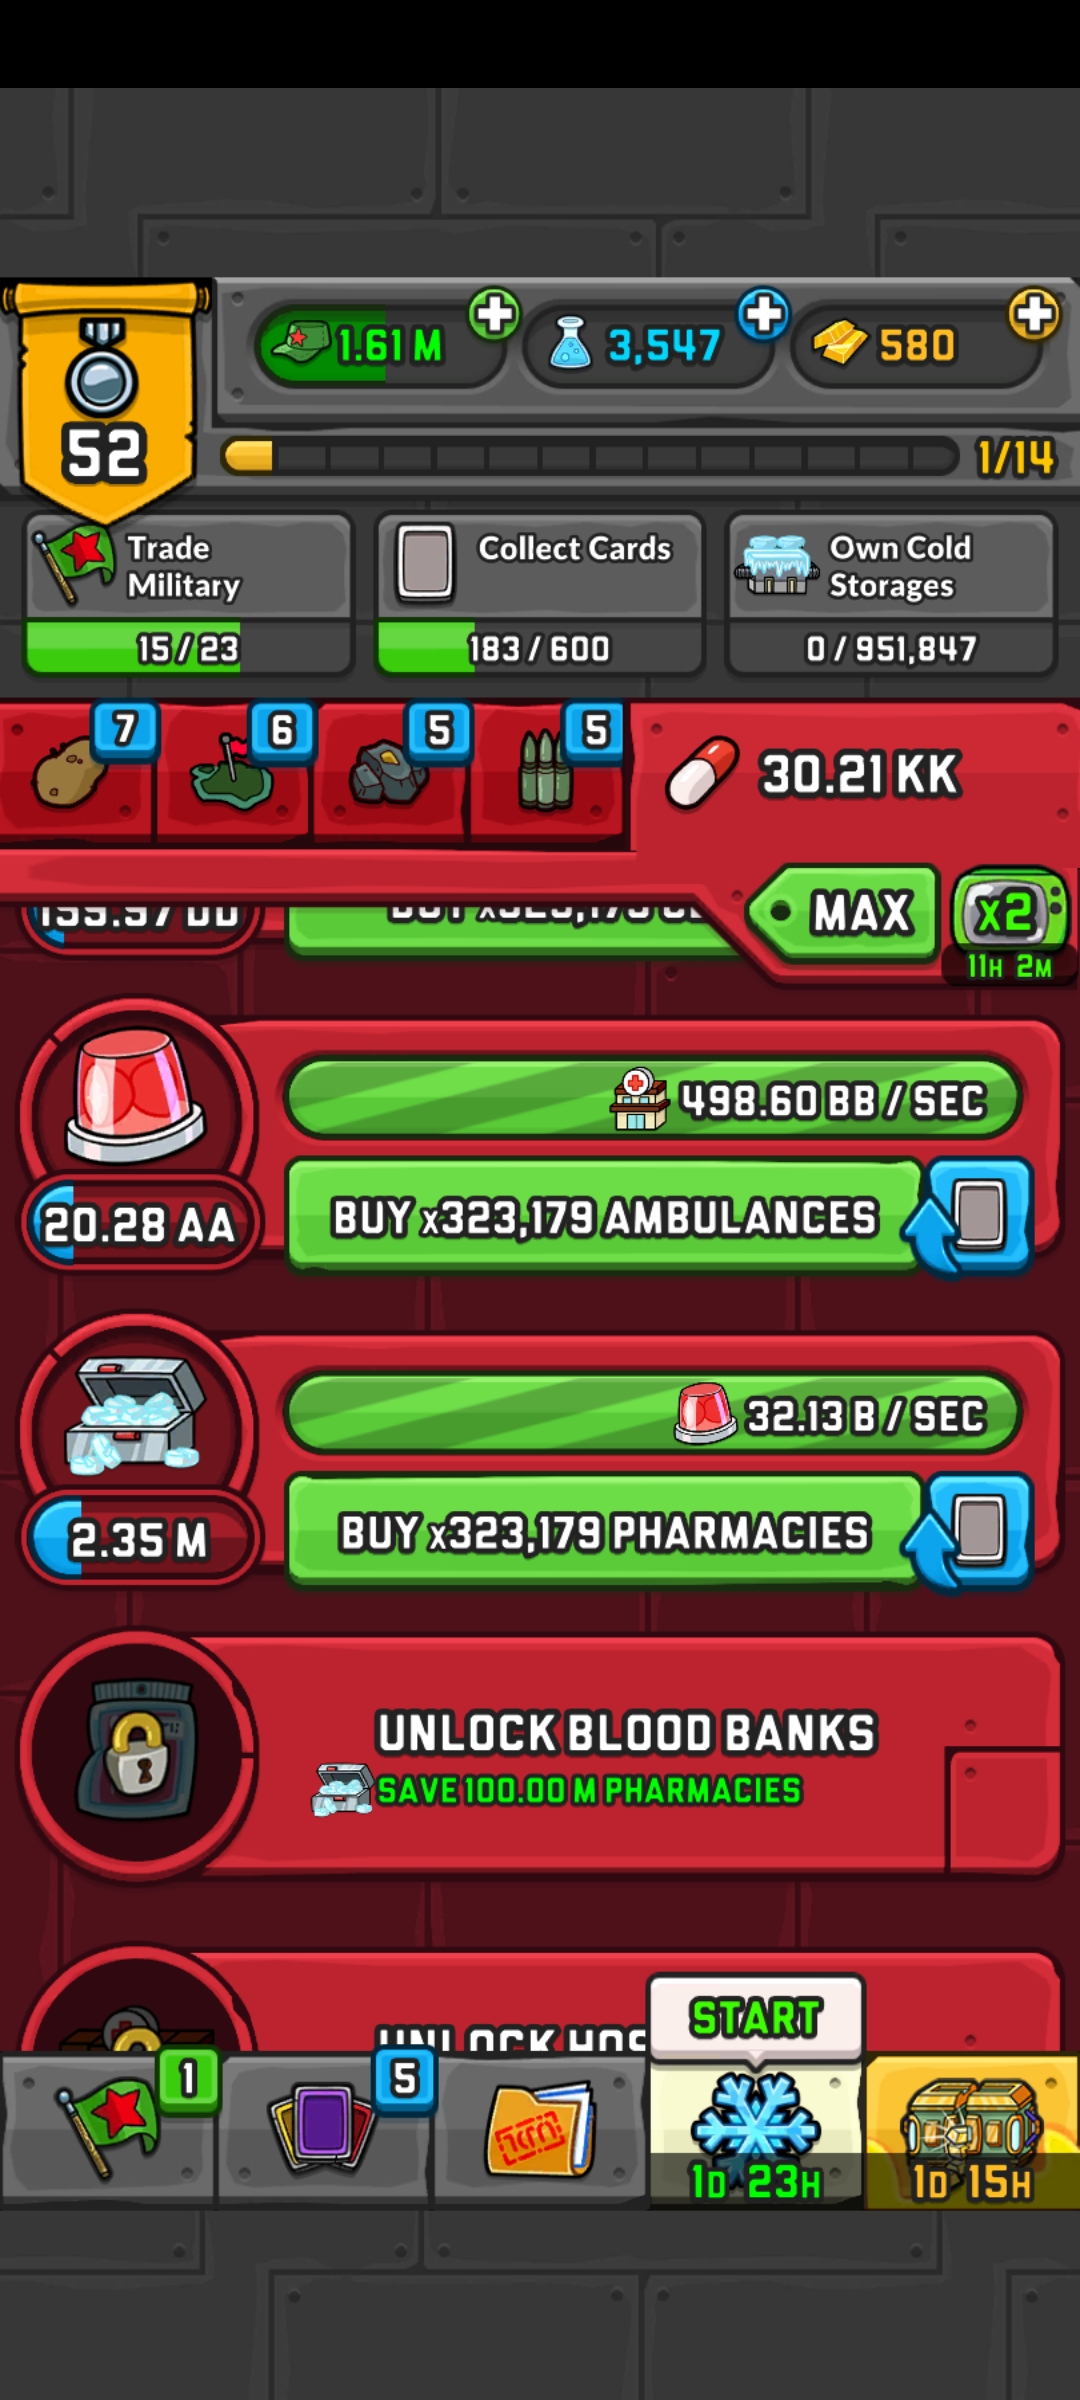 1.61 M
3,547
580
52
1/14
Trade
Military
15 / 23
Collect Cards
183 / 600
Own Cold
Storages
0 / 951,847
7
6
5
5
30.21 KK
MAX
x2
11H 2M
498.60 BB / SEC
20.28 AA
BUY x323,179 AMBULANCES
32.13 B / SEC
2.35 M
BUY x323,179 PHARMACIES
UNLOCK BLOOD BANKS
SAVE 100.00 M PHARMACIES
UNLOCK
START
1
5
1D 23H
1D 15H